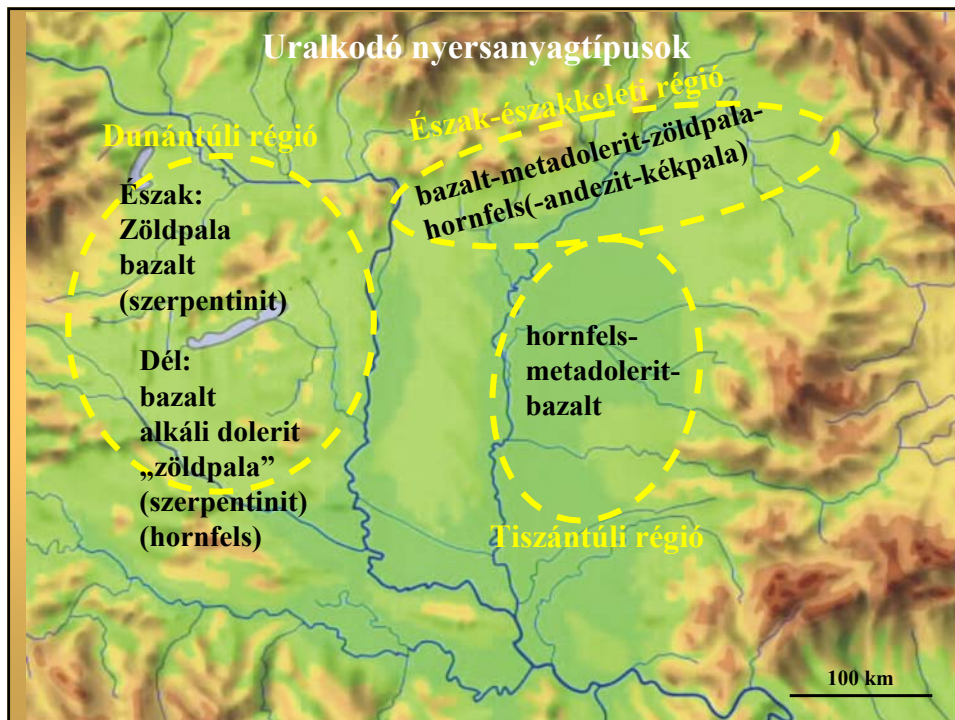 Uralkodó nyersanyagtípusok
Dunántúli régió
Észak:
Zöldpala
bazalt
(szerpentinit)
Dél:
bazalt
alkáli dolerit
„zöldpala”
(szerpentinit)
(hornfels)
Észak-északkeleti régió
bazalt-metadolerit-zöldpala-
hornfels(-andezit-kékpala)
hornfels-
metadolerit-
bazalt
Tiszántúli régió
100 km